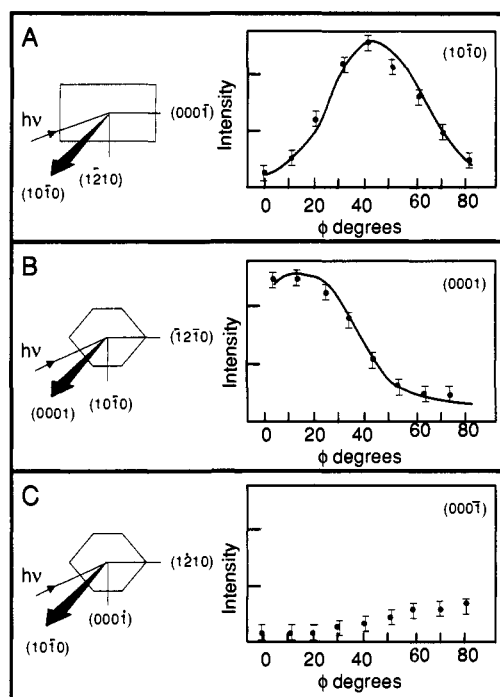 A
hν
(101̄0)
(12̄10)
(0001̄)
Intensity
(101̄0)
0 20 40 60 80
ϕ degrees
B
hν
(0001)
(101̄0)
(1̄21̄0)
Intensity
(0001)
0 20 40 60 80
ϕ degrees
C
hν
(101̄0)
(0001̄)
(12̄10)
Intensity
(0001̄)
0 20 40 60 80
ϕ degrees